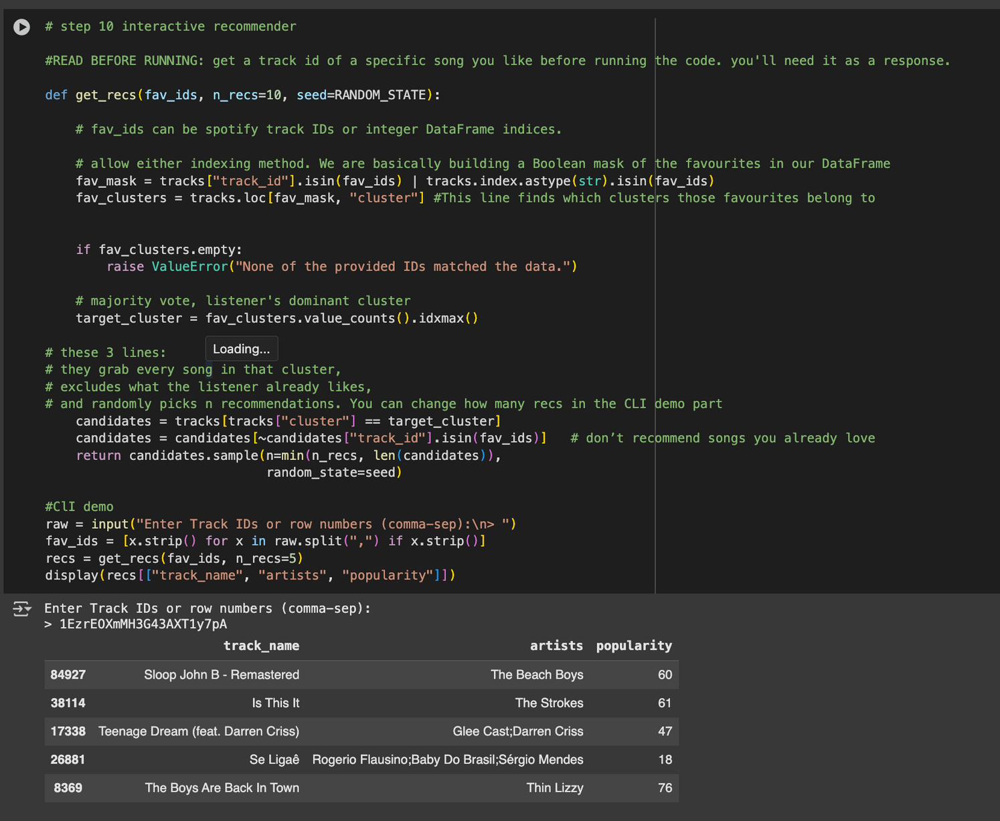 # step 10 interactive recommender
#READ BEFORE RUNNING: get a track id of a specific song you like before running the code. you'll need it as a response.
def get_recs(fav_ids, n_recs=10, seed=RANDOM_STATE):
    # fav_ids can be spotify track IDs or integer DataFrame indices.
    # allow either indexing method. We are basically building a Boolean mask of the favourites in our DataFrame
    fav_mask = tracks["track_id"].isin(fav_ids) | tracks.index.astype(str).isin(fav_ids)
    fav_clusters = tracks.loc[fav_mask, "cluster"] #This line finds which clusters those favourites belong to
    if fav_clusters.empty:
        raise ValueError("None of the provided IDs matched the data.")
    # majority vote, listener's dominant cluster
    target_cluster = fav_clusters.value_counts().idxmax()
# these 3 lines:
Loading...
# they grab every song in that cluster,
# excludes what the listener already likes,
# and randomly picks n recommendations. You can change how many recs in the CLI demo part
    candidates = tracks[tracks["cluster"] == target_cluster]
    candidates = candidates[~candidates["track_id"].isin(fav_ids)]   # don’t recommend songs you already love
    return candidates.sample(n=min(n_recs, len(candidates)),
                             random_state=seed)
#ClI demo
raw = input("Enter Track IDs or row numbers (comma-sep):\n> ")
fav_ids = [x.strip() for x in raw.split(",") if x.strip()]
recs = get_recs(fav_ids, n_recs=5)
display(recs[["track_name", "artists", "popularity"]])
Enter Track IDs or row numbers (comma-sep):
> 1EzrEOXmMH3G43AXT1y7pA
track_name artists popularity
84927 Sloop John B - Remastered The Beach Boys 60
38114 Is This It The Strokes 61
17338 Teenage Dream (feat. Darren Criss) Glee Cast;Darren Criss 47
26881 Se Ligaê Rogerio Flausino;Baby Do Brasil;Sérgio Mendes 18
8369 The Boys Are Back In Town Thin Lizzy 76